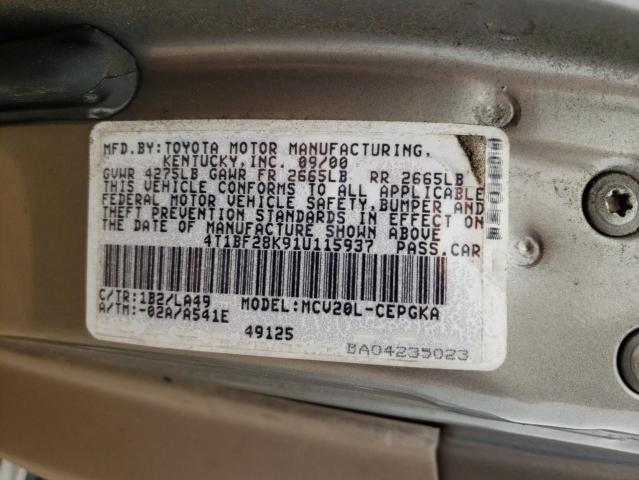 MFD.BY:TOYOTA MOTOR MANUFACTURING,
KENTUCKY,INC. 09/00
GVWR 4275LB GAWR FR 2665LB RR 2665LB
THIS VEHICLE CONFORMS TO ALL APPLICABLE
FEDERAL MOTOR VEHICLE SAFETY,BUMPER AND
THEFT PREVENTION STANDARDS IN EFFECT ON
THE DATE OF MANUFACTURE SHOWN ABOVE
4T1BF28K91U115937 PASS.CAR
C/TR:1B2/LA49 MODEL:MCV20L-CEPGKA
A/TM:-02A/A541E
49125
BA04235023